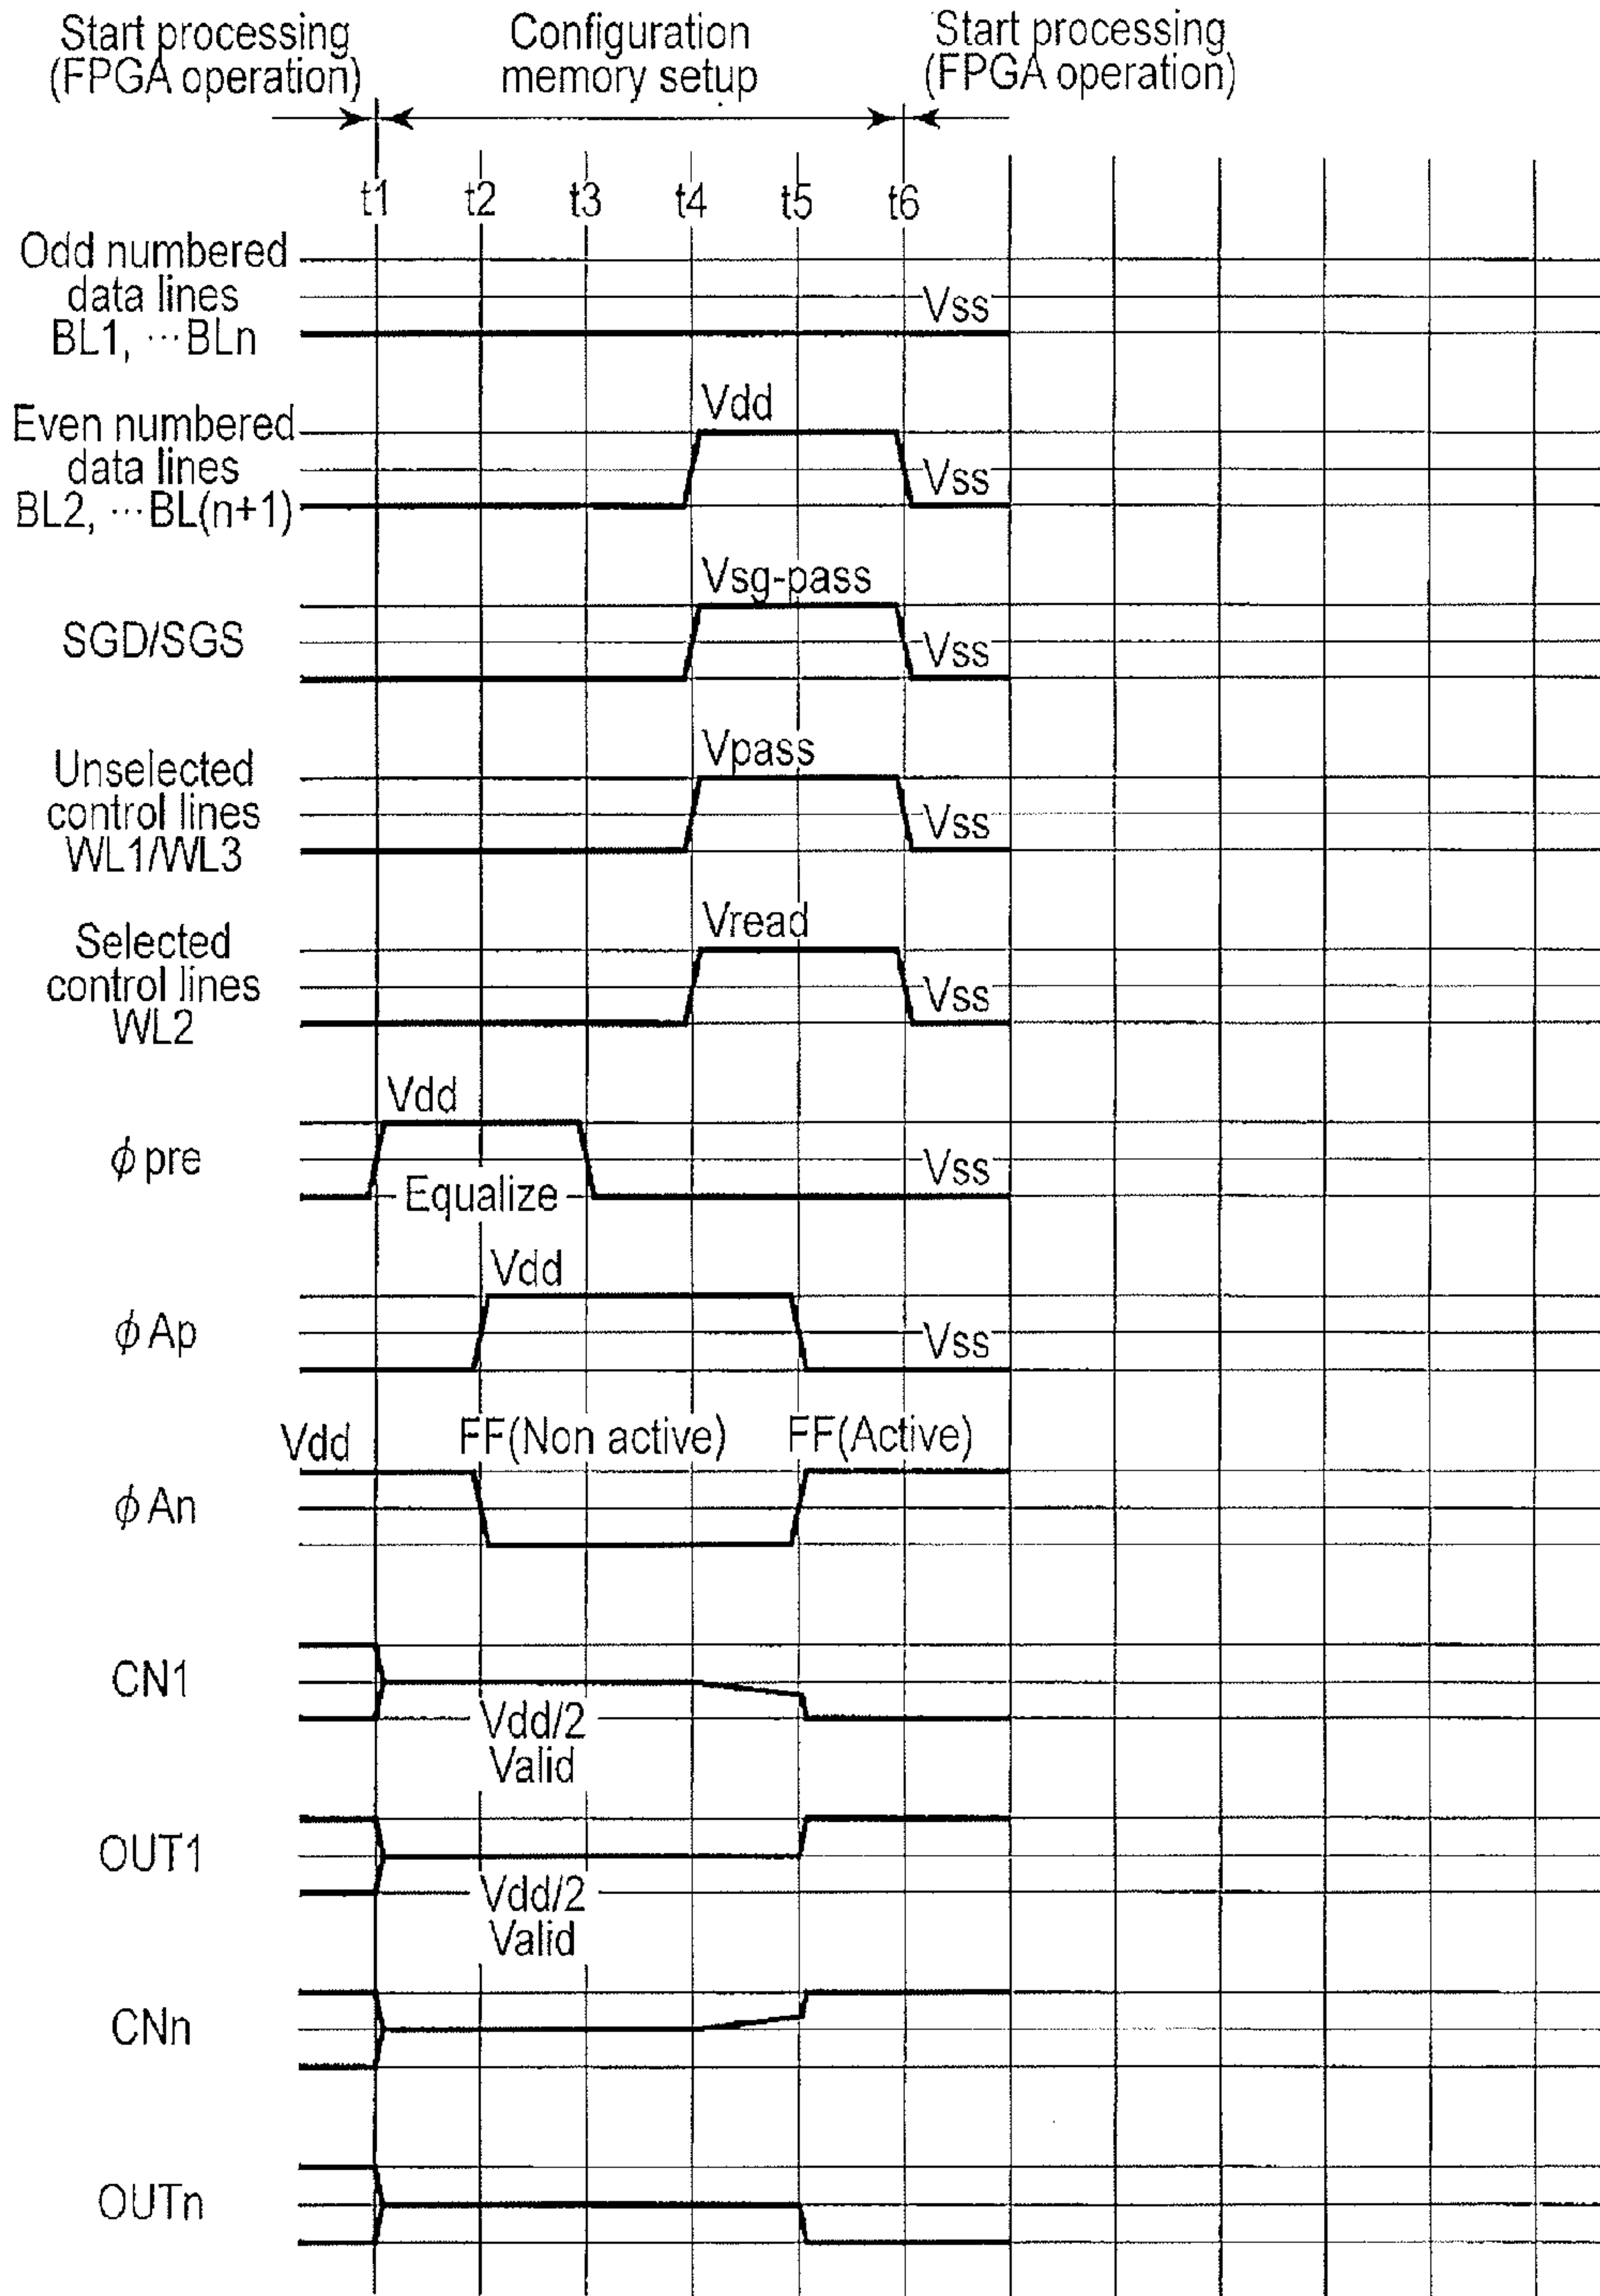 Start processing
(FPGA operation)
Configuration
memory setup
Start processing
(FPGA operation)
t1 t2 t3 t4 t5 t6
Odd numbered
data lines
BL1, ···BLn
Vss
Even numbered
data lines
BL2, ···BL(n+1)
Vdd
Vss
SGD/SGS
Vsg-pass
Vss
Unselected
control lines
WL1/WL3
Vpass
Vss
Selected
control lines
WL2
Vread
Vss
ϕ pre
Vdd
Equalize
Vss
ϕ Ap
Vdd
Vss
ϕ An
Vdd
FF(Non active)
FF(Active)
CN1
Vdd/2
Valid
OUT1
Vdd/2
Valid
CNn
OUTn